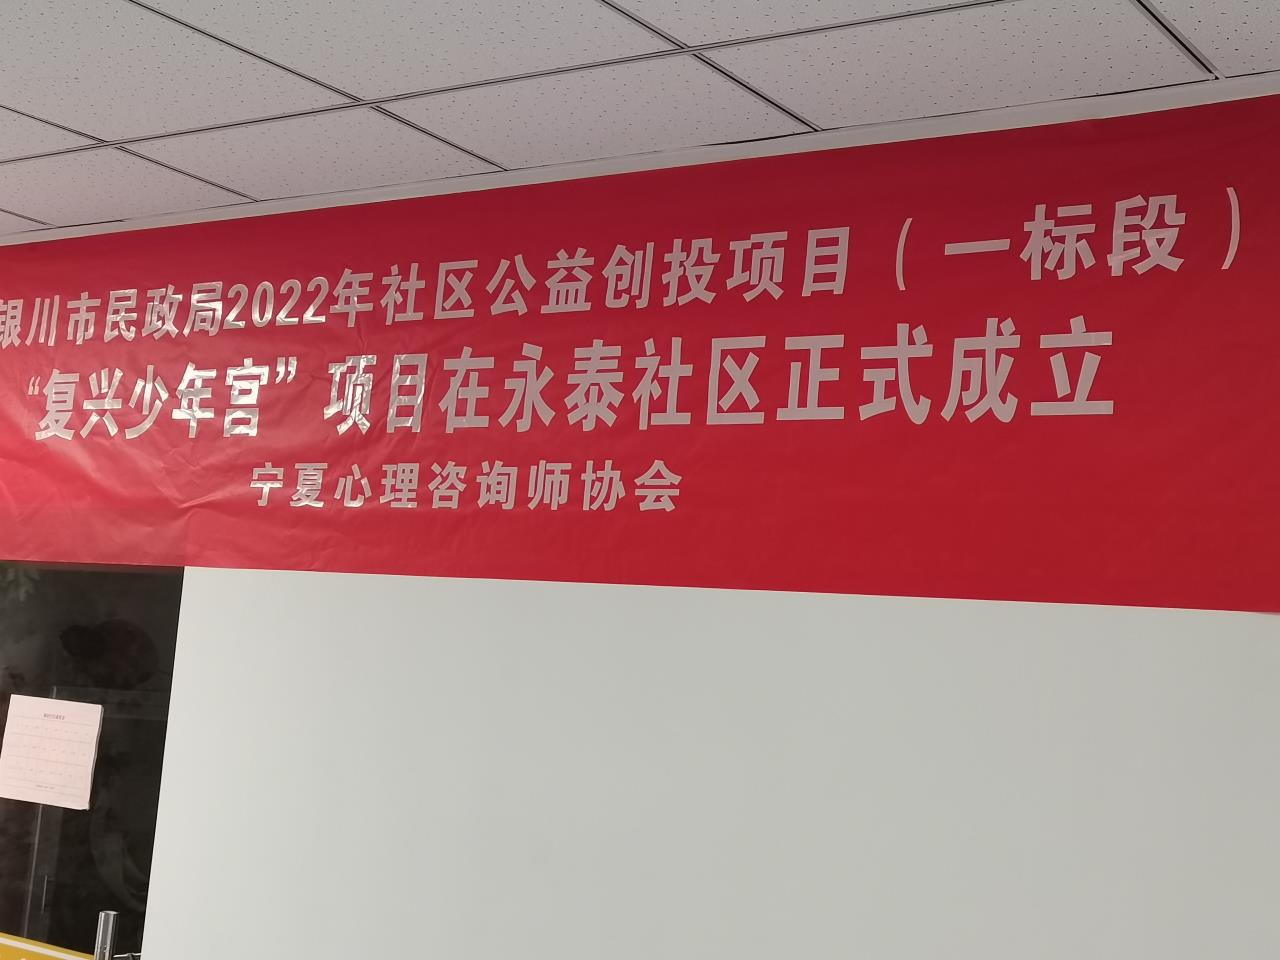 银川市民政局2022年社区公益创投项目（一标段）
“复兴少年宫”项目在永泰社区正式成立
宁夏心理咨询师协会